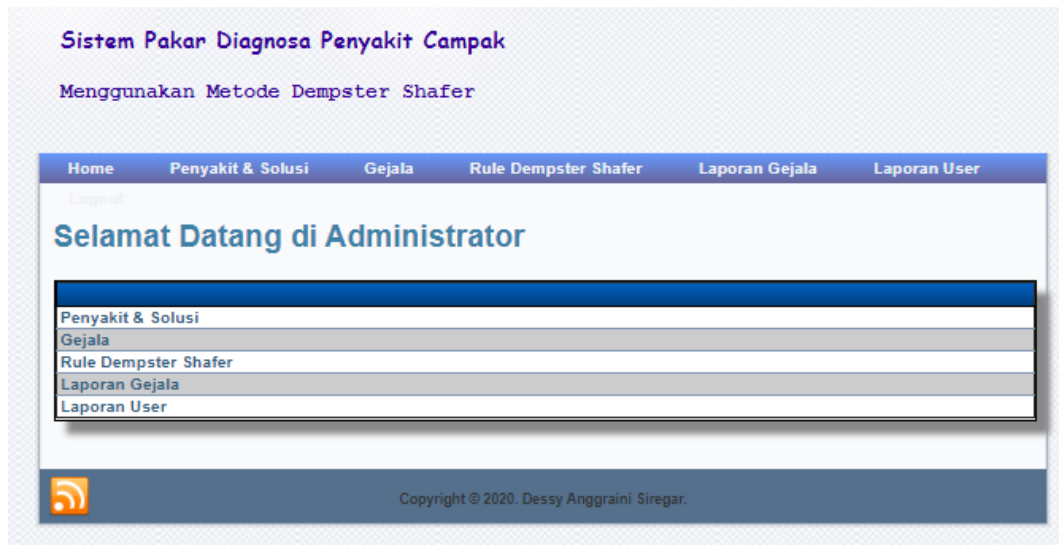 Sistem Pakar Diagnosa Penyakit Campak
Menggunakan Metode Dempster Shafer
Home Penyakit & Solusi Gejala Rule Dempster Shafer Laporan Gejala Laporan User
Logout
Selamat Datang di Administrator
Penyakit & Solusi
Gejala
Rule Dempster Shafer
Laporan Gejala
Laporan User
Copyright © 2020. Dessy Anggraini Siregar.